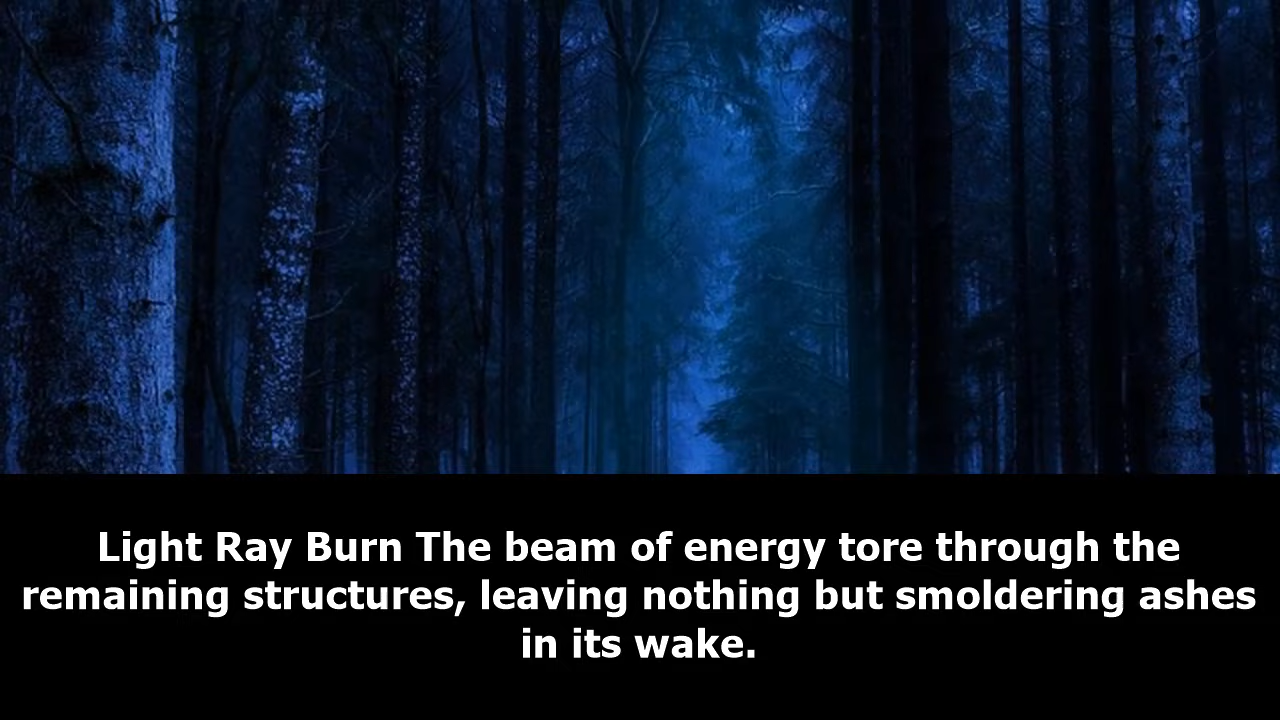 Light Ray Burn The beam of energy tore through the
remaining structures, leaving nothing but smoldering ashes
in its wake.